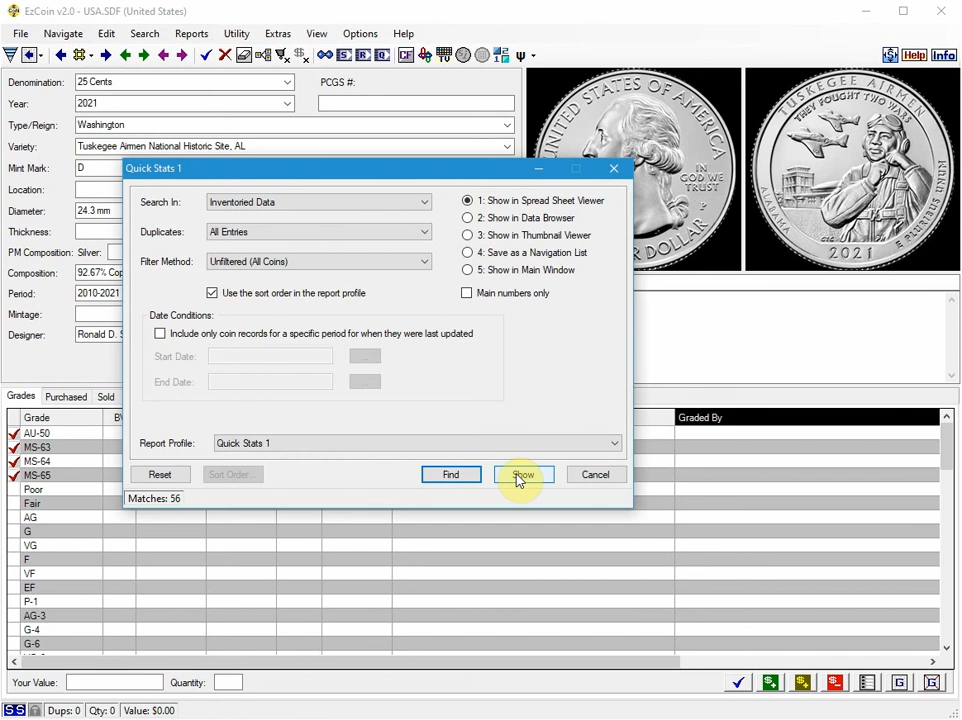 EzCoin v2.0 - USA.SDF (United States)
File Navigate Edit Search Reports Utility Extras View Options Help
S R Q CF Help Info
Denomination: 25 Cents PCGS #:
Year: 2021
Type/Reign: Washington
Variety: Tuskegee Airmen National Historic Site, AL
Mint Mark: D
Location:
Diameter: 24.3 mm
Thickness:
PM Composition: Silver:
Composition: 92.67% Cop
Period: 2010-2021
Mintage:
Designer: Ronald D. S
UNITED STATES OF AMERICA
IN GOD WE TRUST
P
DOLLAR
TUSKEGEE AIRMEN
THEY FOUGHT TWO WARS
ALABAMA
2021
E PLURIBUS
Quick Stats 1
Search In: Inventoried Data
Duplicates: All Entries
Filter Method: Unfiltered (All Coins)
1: Show in Spread Sheet Viewer
2: Show in Data Browser
3: Show in Thumbnail Viewer
4: Save as a Navigation List
5: Show in Main Window
Use the sort order in the report profile
Main numbers only
Date Conditions:
Include only coin records for a specific period for when they were last updated
Start Date: ...
End Date: ...
Report Profile: Quick Stats 1
Reset Sort Order... Find Show Cancel
Matches: 56
Grades Purchased Sold
Grade BV Graded By
AU-50
MS-63
MS-64
MS-65
Poor
Fair
AG
G
VG
F
VF
EF
P-1
AG-3
G-4
G-6
Your Value: Quantity:
SS Dups: 0 Qty: 0 Value: $0.00